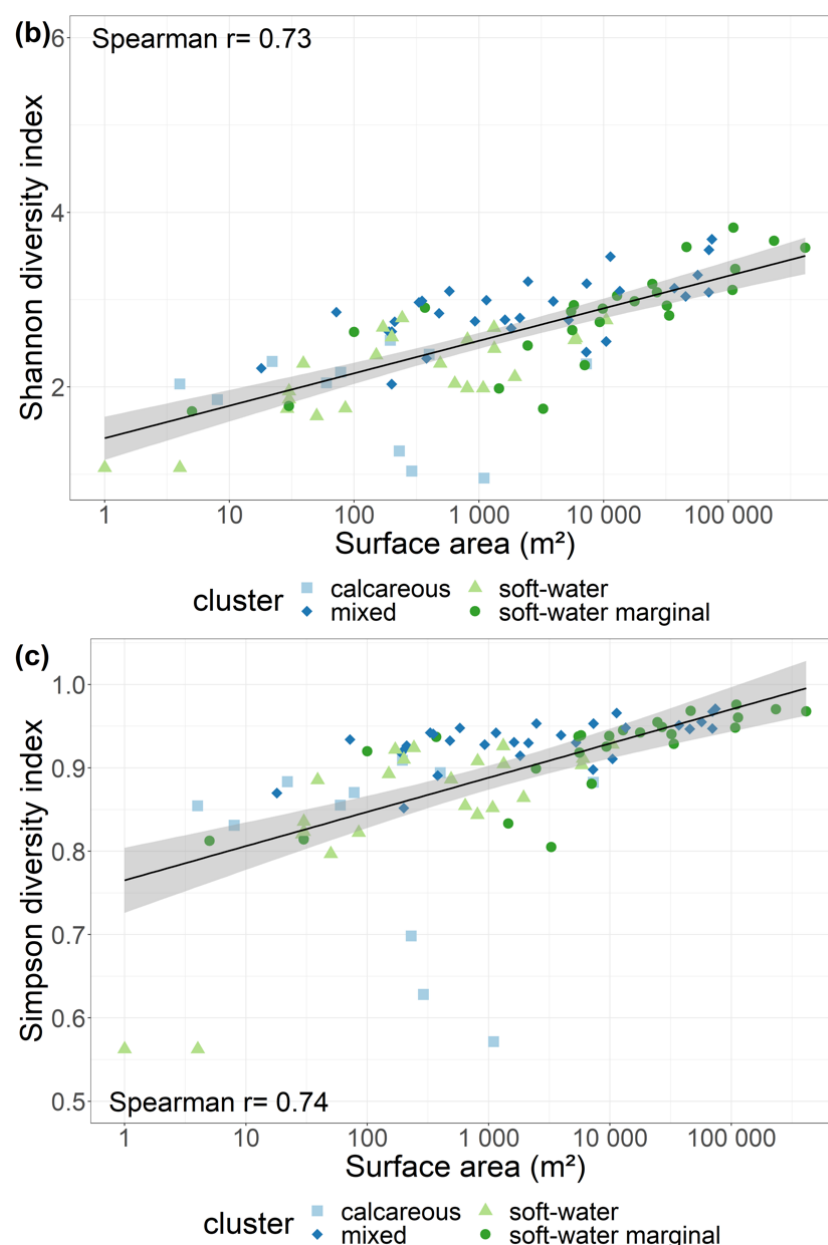 (b)
Spearman r= 0.73
6
4
2
Shannon diversity index
1 10 100 1 000 10 000 100 000
Surface area (m²)
cluster
calcareous soft-water
mixed soft-water marginal
(c)
1.0
0.9
0.8
0.7
0.6
0.5
Simpson diversity index
Spearman r= 0.74
1 10 100 1 000 10 000 100 000
Surface area (m²)
cluster
calcareous soft-water
mixed soft-water marginal